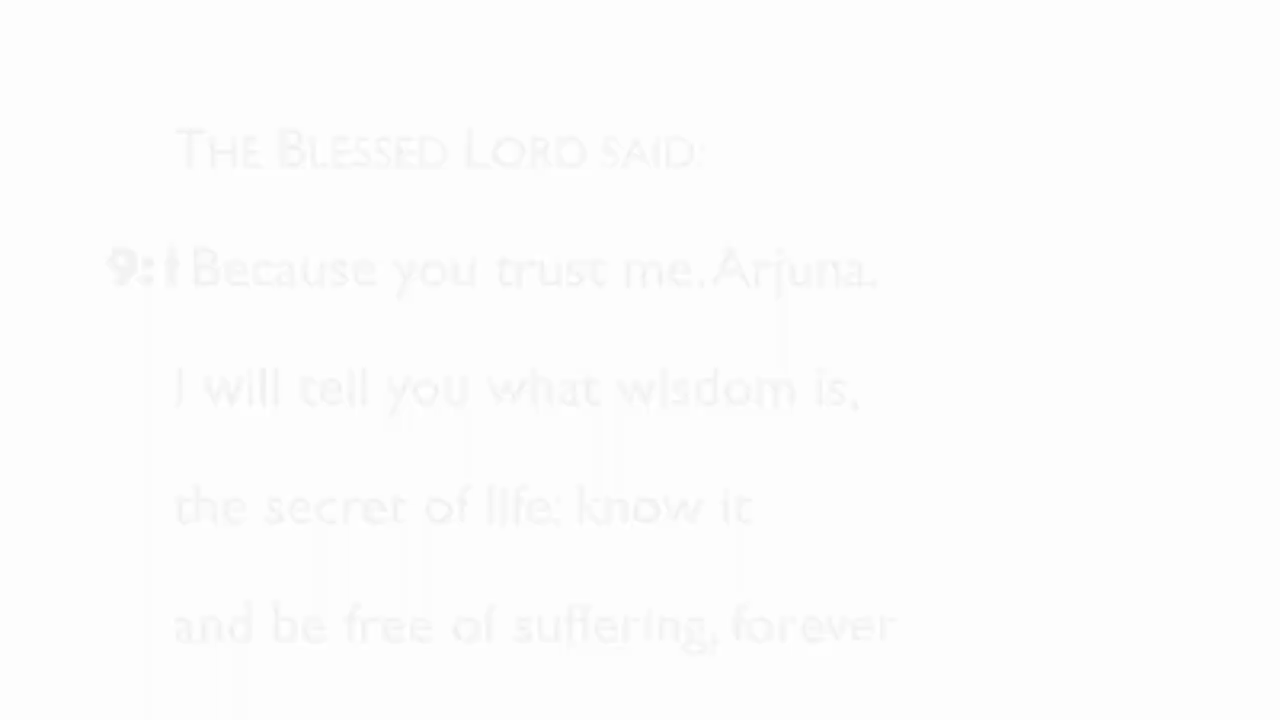 THE BLESSED LORD SAID:
9:1 Because you trust me, Arjuna,
I will tell you what wisdom is,
the secret of life: know it
and be free of suffering, forever